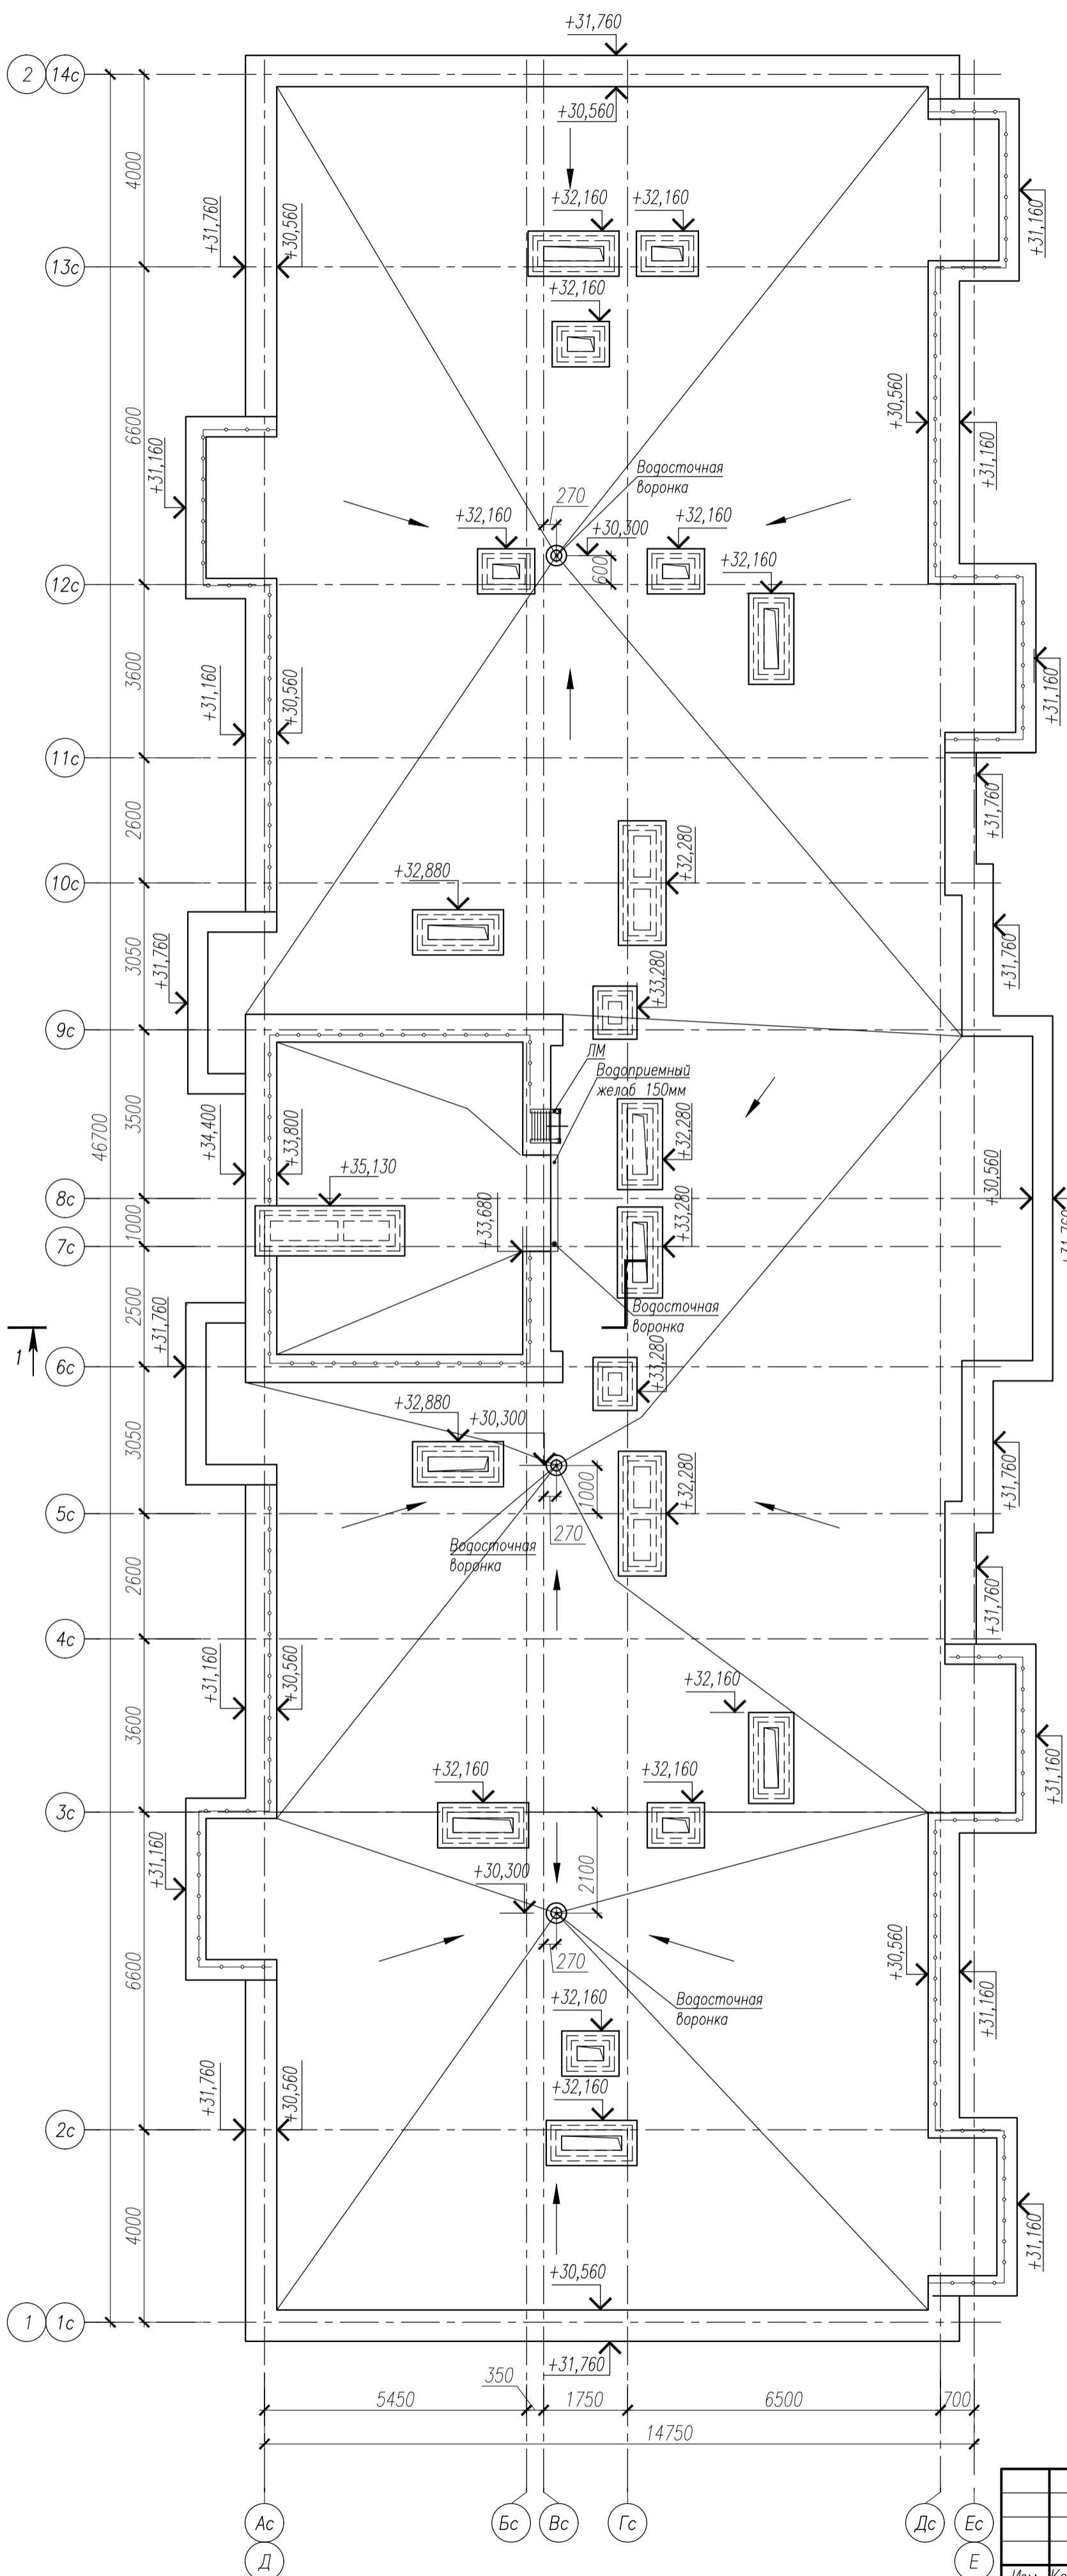 +31,760
2
14с
+30,560
4000
+32,160
+32,160
+31,760
+30,560
+31,160
13с
+32,160
6600
+30,560
+31,160
+31,160
Водосточная
воронка
270
+32,160
+30,300
+32,160
600
+32,160
12с
3600
+31,160
+30,560
+31,160
11с
+31,760
2600
+32,280
10с
+32,880
3050
+31,760
+31,760
+33,280
9с
ЛМ
Водоприемный
желоб 150мм
46700
3500
+34,400
+33,800
+32,280
+30,560
+35,130
8с
1000
+33,680
+33,280
7с
2500
+31,760
Водосточная
воронка
1
+33,280
6с
+32,880
+30,300
3050
1000
+32,280
+31,760
5с
270
Водосточная
воронка
2600
+31,760
4с
+31,160
+30,560
+32,160
3600
+31,160
+32,160
+32,160
3с
+31,160
+30,300
2100
6600
270
+30,560
+31,160
Водосточная
воронка
+32,160
+31,760
+30,560
+32,160
2с
4000
+31,160
+30,560
1
1с
+31,760
5450
350
1750
6500
700
14750
Ас
Бс
Вс
Гс
Дс
Ес
Д
Е